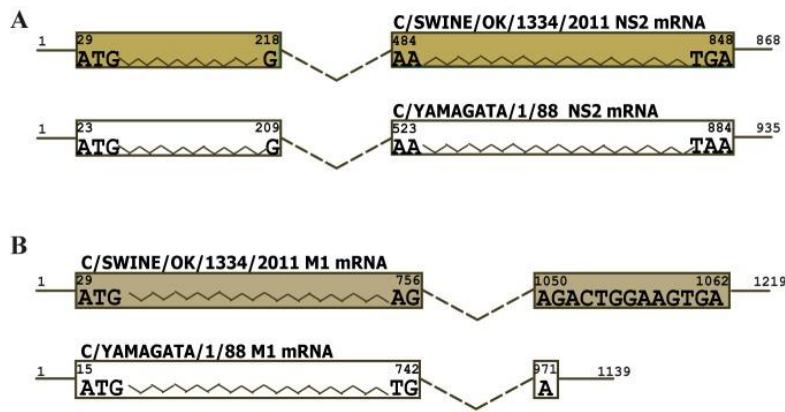 A
C/SWINE/OK/1334/2011 NS2 mRNA
1 29 218 484 848 868
ATG G AA TGA
C/YAMAGATA/1/88 NS2 mRNA
1 23 209 523 884 935
ATG G AA TAA
B
C/SWINE/OK/1334/2011 M1 mRNA
1 29 756 1050 1062 1219
ATG AG AGACTGGAAGTGA
C/YAMAGATA/1/88 M1 mRNA
1 15 742 971 1139
ATG TG A